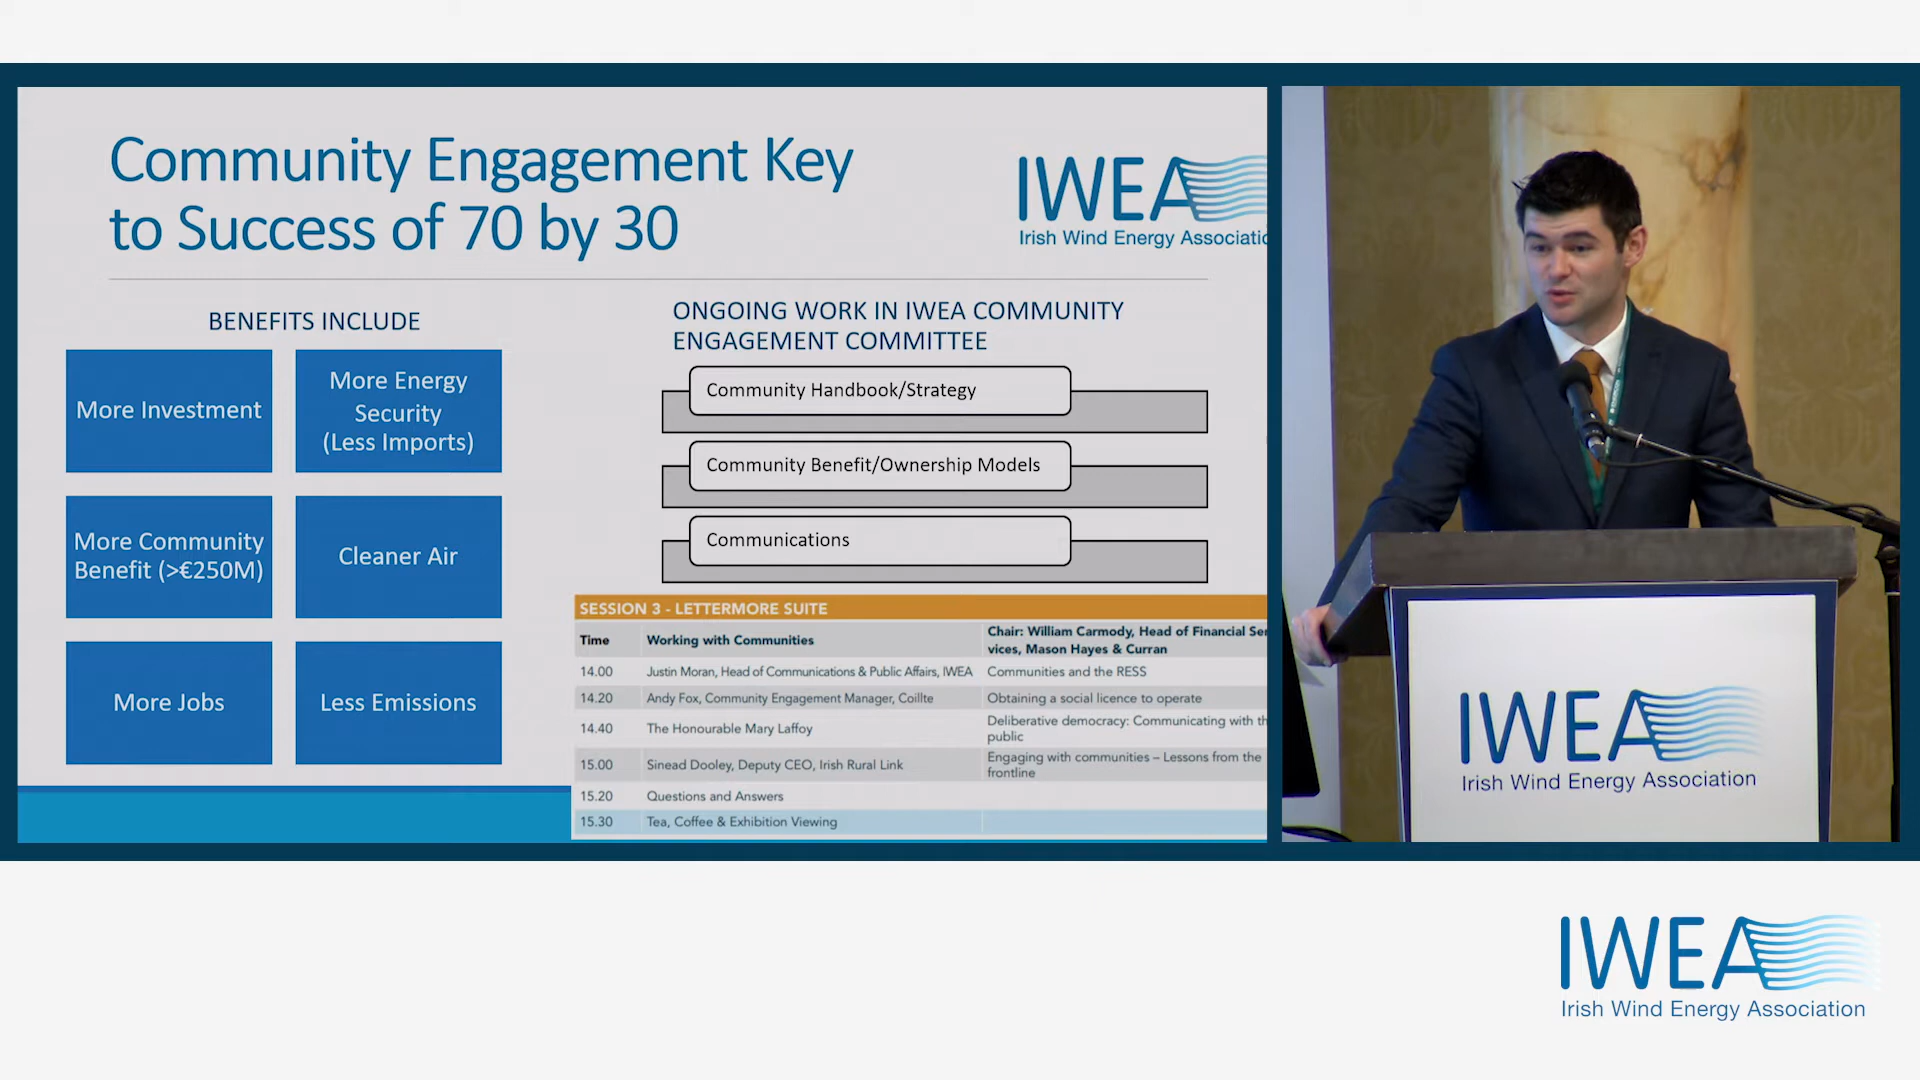 Community Engagement Key
to Success of 70 by 30
IWEA
Irish Wind Energy Associatio
BENEFITS INCLUDE
More Investment
More Energy
Security
(Less Imports)
More Community
Benefit (>€250M)
Cleaner Air
More Jobs
Less Emissions
ONGOING WORK IN IWEA COMMUNITY
ENGAGEMENT COMMITTEE
Community Handbook/Strategy
Community Benefit/Ownership Models
Communications
SESSION 3 - LETTERMORE SUITE
Time Working with Communities Chair: William Carmody, Head of Financial Ser
vices, Mason Hayes & Curran
14.00 Justin Moran, Head of Communications & Public Affairs, IWEA Communities and the RESS
14.20 Andy Fox, Community Engagement Manager, Coillte Obtaining a social licence to operate
14.40 The Honourable Mary Laffoy Deliberative democracy: Communicating with th
public
15.00 Sinead Dooley, Deputy CEO, Irish Rural Link Engaging with communities – Lessons from the
frontline
15.20 Questions and Answers
15.30 Tea, Coffee & Exhibition Viewing
IWEA
Irish Wind Energy Association
IWEA
Irish Wind Energy Association